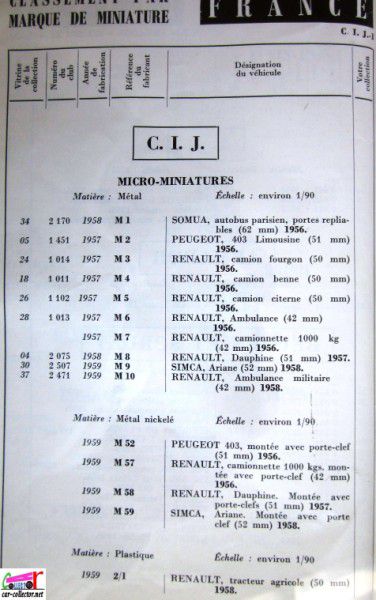 CLASSEMENT PAR
MARQUE DE MINIATURE
FRANCE
C. I. J.-1
Vitrine de la collection
Numéro du club
Année de fabrication
Référence du fabricant
Désignation du véhicule
Votre collection
C. I. J.
MICRO-MINIATURES
Matière : Métal Échelle : environ 1/90
34 2 170 1958 M 1 SOMUA, autobus parisien, portes replia-
bles (62 mm) 1956.
05 1 451 1957 M 2 PEUGEOT, 403 Limousine (51 mm)
1956.
24 1 014 1957 M 3 RENAULT, camion fourgon (50 mm)
1956.
18 1 011 1957 M 4 RENAULT, camion benne (50 mm)
1956.
26 1 102 1957 M 5 RENAULT, camion citerne (50 mm)
1956.
28 1 013 1957 M 6 RENAULT, Ambulance (42 mm)
1956.
1957 M 7 RENAULT, camionnette 1000 kg
(42 mm) 1956.
04 2 075 1958 M 8 RENAULT, Dauphine (51 mm) 1957.
30 2 507 1959 M 9 SIMCA, Ariane (52 mm) 1958.
37 2 471 1959 M 10 RENAULT, Ambulance militaire
(42 mm) 1958.
Matière : Métal nickelé Échelle : environ 1/90
1959 M 52 PEUGEOT 403, montée avec porte-clef
(51 mm) 1956.
1959 M 57 RENAULT, camionnette 1000 kgs. mon-
tée avec porte-clef (42 mm)
1956.
1959 M 58 RENAULT, Dauphine. Montée avec
porte-clefs (51 mm) 1957.
1959 M 59 SIMCA, Ariane. Montée avec porte
clef (52 mm) 1958.
Matière : Plastique Échelle : environ 1/90
1959 2/1 RENAULT, tracteur agricole (50 mm)
1958.
car-collector.net